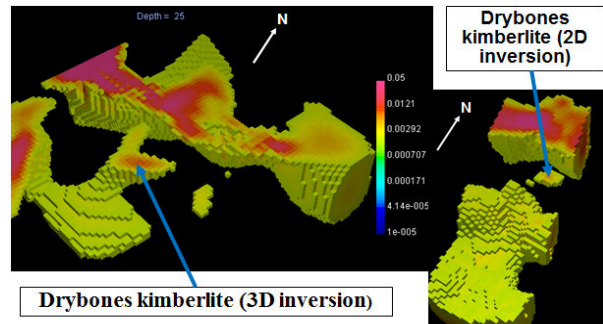 Depth = 25
N
Drybones
kimberlite (2D
inversion)
N
0.05
0.0121
0.00292
0.000707
0.000171
4.14e-005
1e-005
Drybones kimberlite (3D inversion)